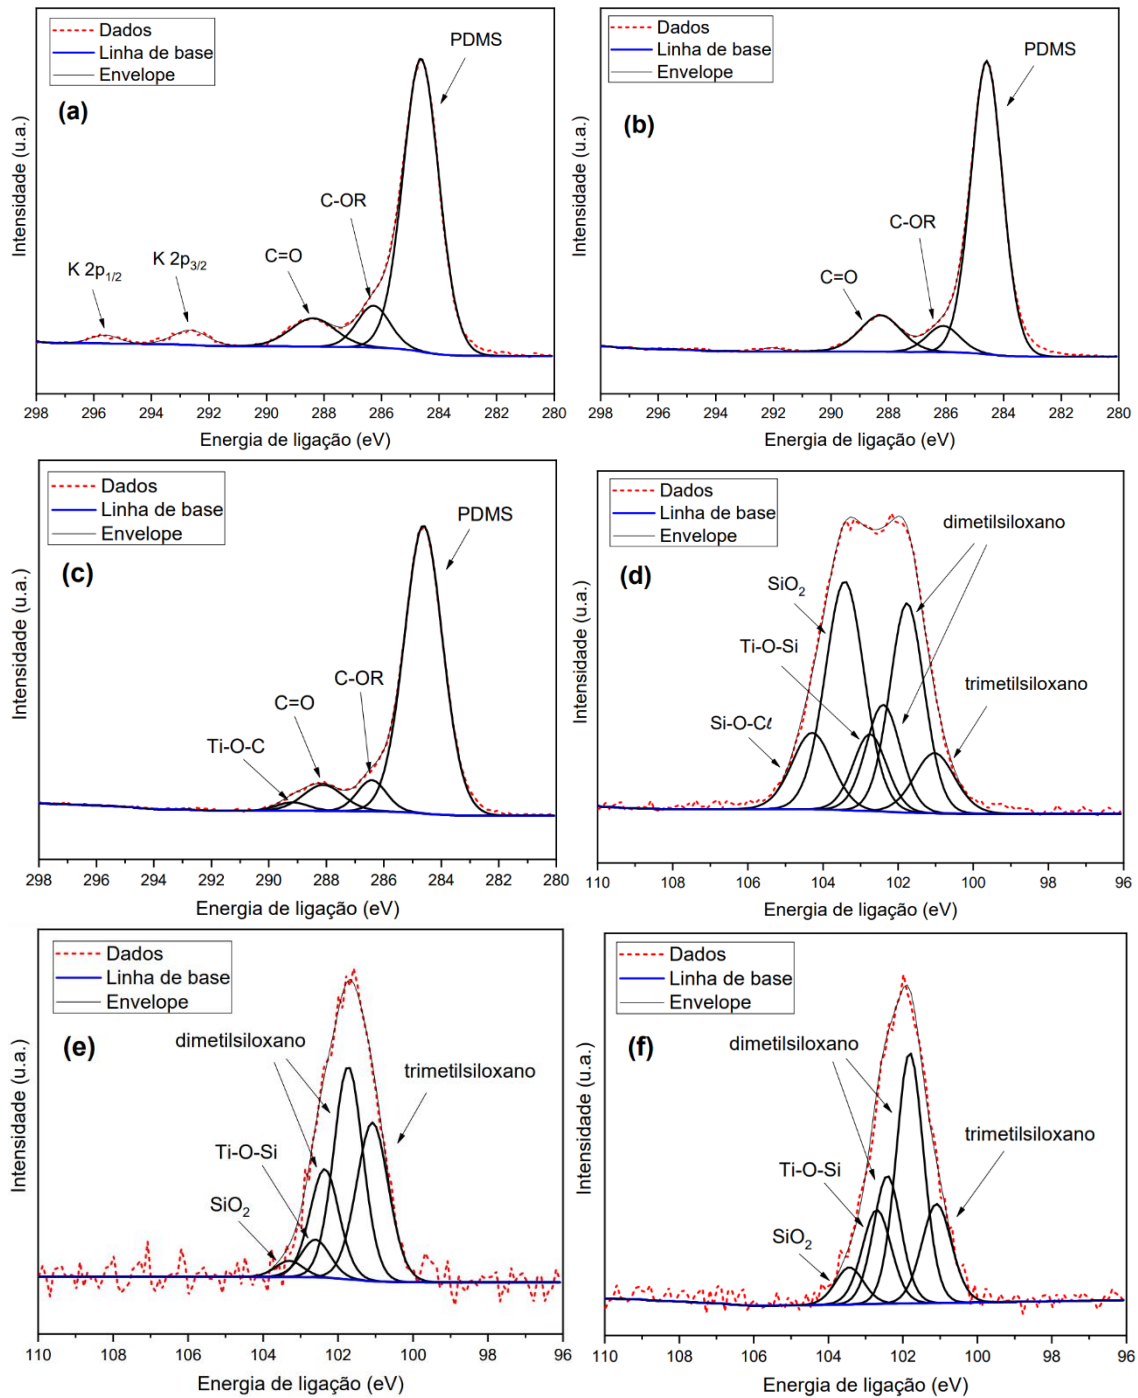 Dados
Linha de base
Envelope
(a)
PDMS
C-OR
C=O
K 2p3/2
K 2p1/2
Intensidade (u.a.)
298 296 294 292 290 288 286 284 282 280
Energia de ligação (eV)
Dados
Linha de base
Envelope
(b)
PDMS
C-OR
C=O
Intensidade (u.a.)
298 296 294 292 290 288 286 284 282 280
Energia de ligação (eV)
Dados
Linha de base
Envelope
(c)
PDMS
C-OR
C=O
Ti-O-C
Intensidade (u.a.)
298 296 294 292 290 288 286 284 282 280
Energia de ligação (eV)
Dados
Linha de base
Envelope
(d)
dimetilsiloxano
SiO2
Ti-O-Si
trimetilsiloxano
Si-O-Cℓ
Intensidade (u.a.)
110 108 106 104 102 100 98 96
Energia de ligação (eV)
Dados
Linha de base
Envelope
(e)
dimetilsiloxano
trimetilsiloxano
Ti-O-Si
SiO2
Intensidade (u.a.)
110 108 106 104 102 100 98 96
Energia de ligação (eV)
Dados
Linha de base
Envelope
(f)
dimetilsiloxano
trimetilsiloxano
Ti-O-Si
SiO2
Intensidade (u.a.)
110 108 106 104 102 100 98 96
Energia de ligação (eV)